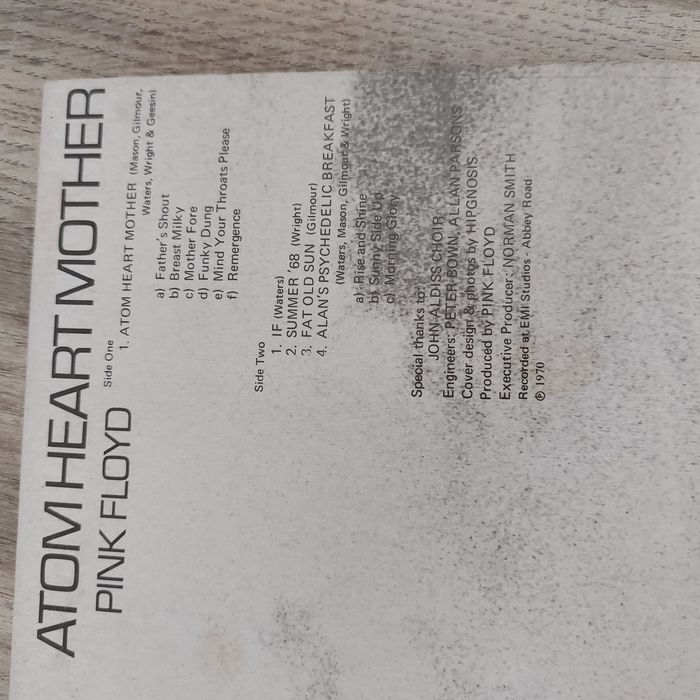 ATOM HEART MOTHER
PINK FLOYD
Side One
1. ATOM HEART MOTHER (Mason, Gilmour,
Waters, Wright & Geesin)
a) Father's Shout
b) Breast Milky
c) Mother Fore
d) Funky Dung
e) Mind Your Throats Please
f) Remergence
Side Two
1. IF (Waters)
2. SUMMER '68 (Wright)
3. FAT OLD SUN (Gilmour)
4. ALAN'S PSYCHEDELIC BREAKFAST
(Waters, Mason, Gilmour & Wright)
a) Rise and Shine
b) Sunny Side Up
c) Morning Glory
Special thanks to:
JOHN ALDISS CHOIR
Engineers: PETER BOWN, ALLAN PARSONS
Cover design & photos by HIPGNOSIS.
Produced by PINK FLOYD
Executive Producer: NORMAN SMITH
Recorded at EMI Studios - Abbey Road
℗ 1970